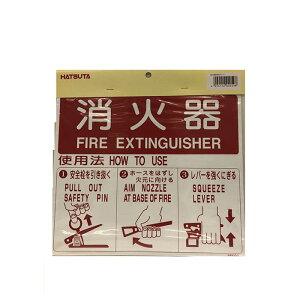 HATSUTA
消火器
FIRE EXTINGUISHER
使用法 HOW TO USE
① 安全栓を引き抜く
PULL OUT
SAFETY PIN
② ホースをはずし
火元に向ける
AIM NOZZLE
AT BASE OF FIRE
③ レバーを強くにぎる
SQUEEZE
LEVER